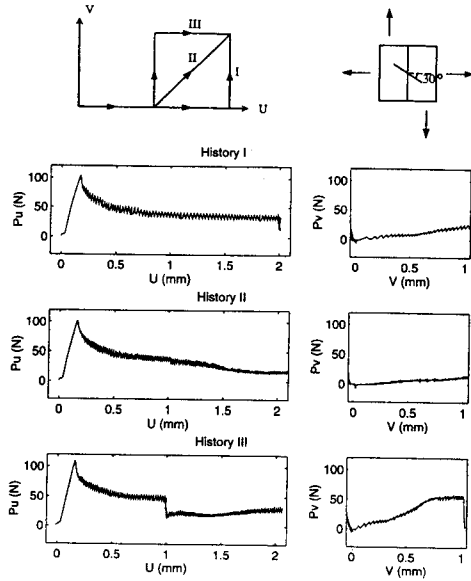 V
III
II
I
U
30°
History I
Pu (N)
100
50
0
0 0.5 1 1.5 2
U (mm)
Pv (N)
100
50
0
0 0.5 1
V (mm)
History II
Pu (N)
100
50
0
0 0.5 1 1.5 2
U (mm)
Pv (N)
100
50
0
0 0.5 1
V (mm)
History III
Pu (N)
100
50
0
0 0.5 1 1.5 2
U (mm)
Pv (N)
100
50
0
0 0.5 1
V (mm)